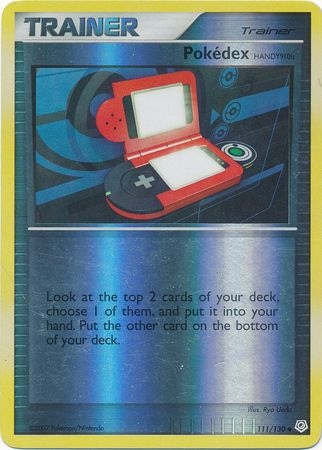 TRAINER
Trainer
Pokédex HANDY910is
Look at the top 2 cards of your deck,
choose 1 of them, and put it into your
hand. Put the other card on the bottom
of your deck.
Illus. Ryo Ueda
©2007 Pokémon/Nintendo
111/130